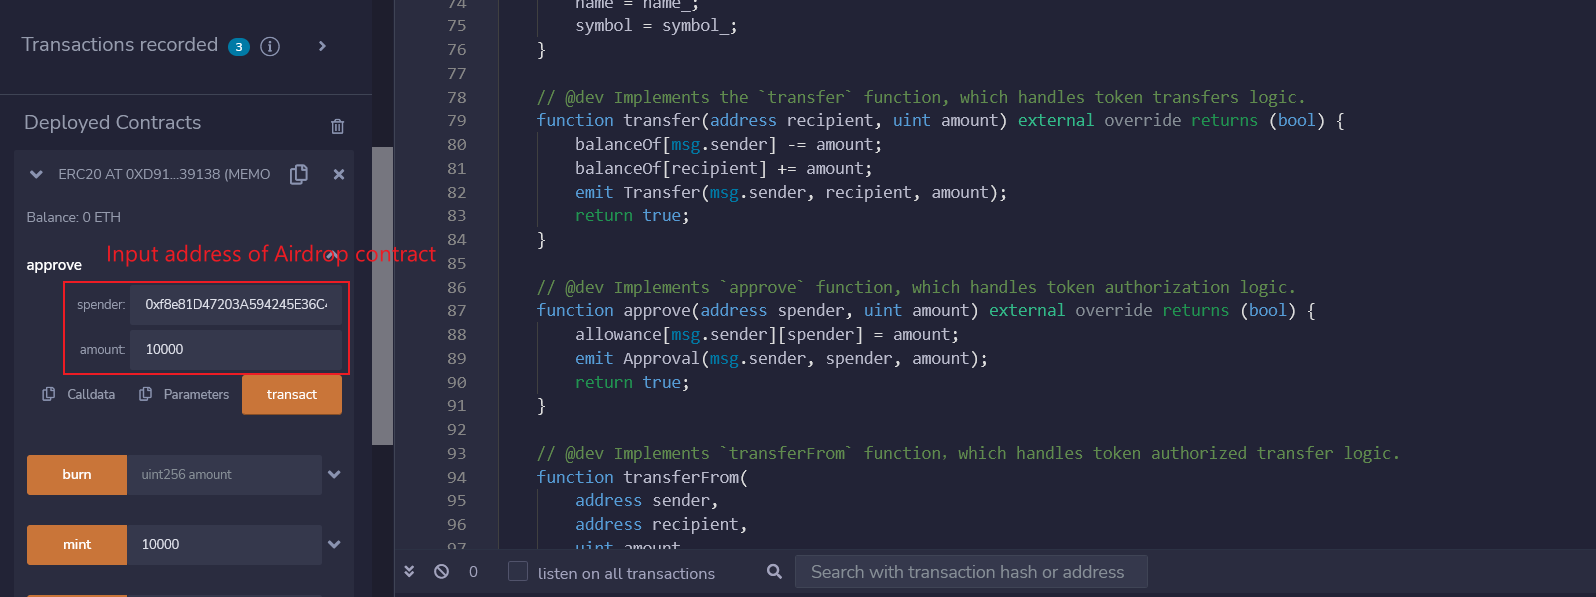 Transactions recorded 3 i
Deployed Contracts
ERC20 AT 0XD91...39138 (MEMO
Balance: 0 ETH
Input address of Airdrop contract
approve
spender: 0xf8e81D47203A594245E36C4
amount: 10000
Calldata Parameters transact
burn uint256 amount
mint 10000
74 name = name_;
75 symbol = symbol_;
76 }
77
78 // @dev Implements the `transfer` function, which handles token transfers logic.
79 function transfer(address recipient, uint amount) external override returns (bool) {
80 balanceOf[msg.sender] -= amount;
81 balanceOf[recipient] += amount;
82 emit Transfer(msg.sender, recipient, amount);
83 return true;
84 }
85
86 // @dev Implements `approve` function, which handles token authorization logic.
87 function approve(address spender, uint amount) external override returns (bool) {
88 allowance[msg.sender][spender] = amount;
89 emit Approval(msg.sender, spender, amount);
90 return true;
91 }
92
93 // @dev Implements `transferFrom` function，which handles token authorized transfer logic.
94 function transferFrom(
95 address sender,
96 address recipient,
97 uint amount
0 listen on all transactions Search with transaction hash or address